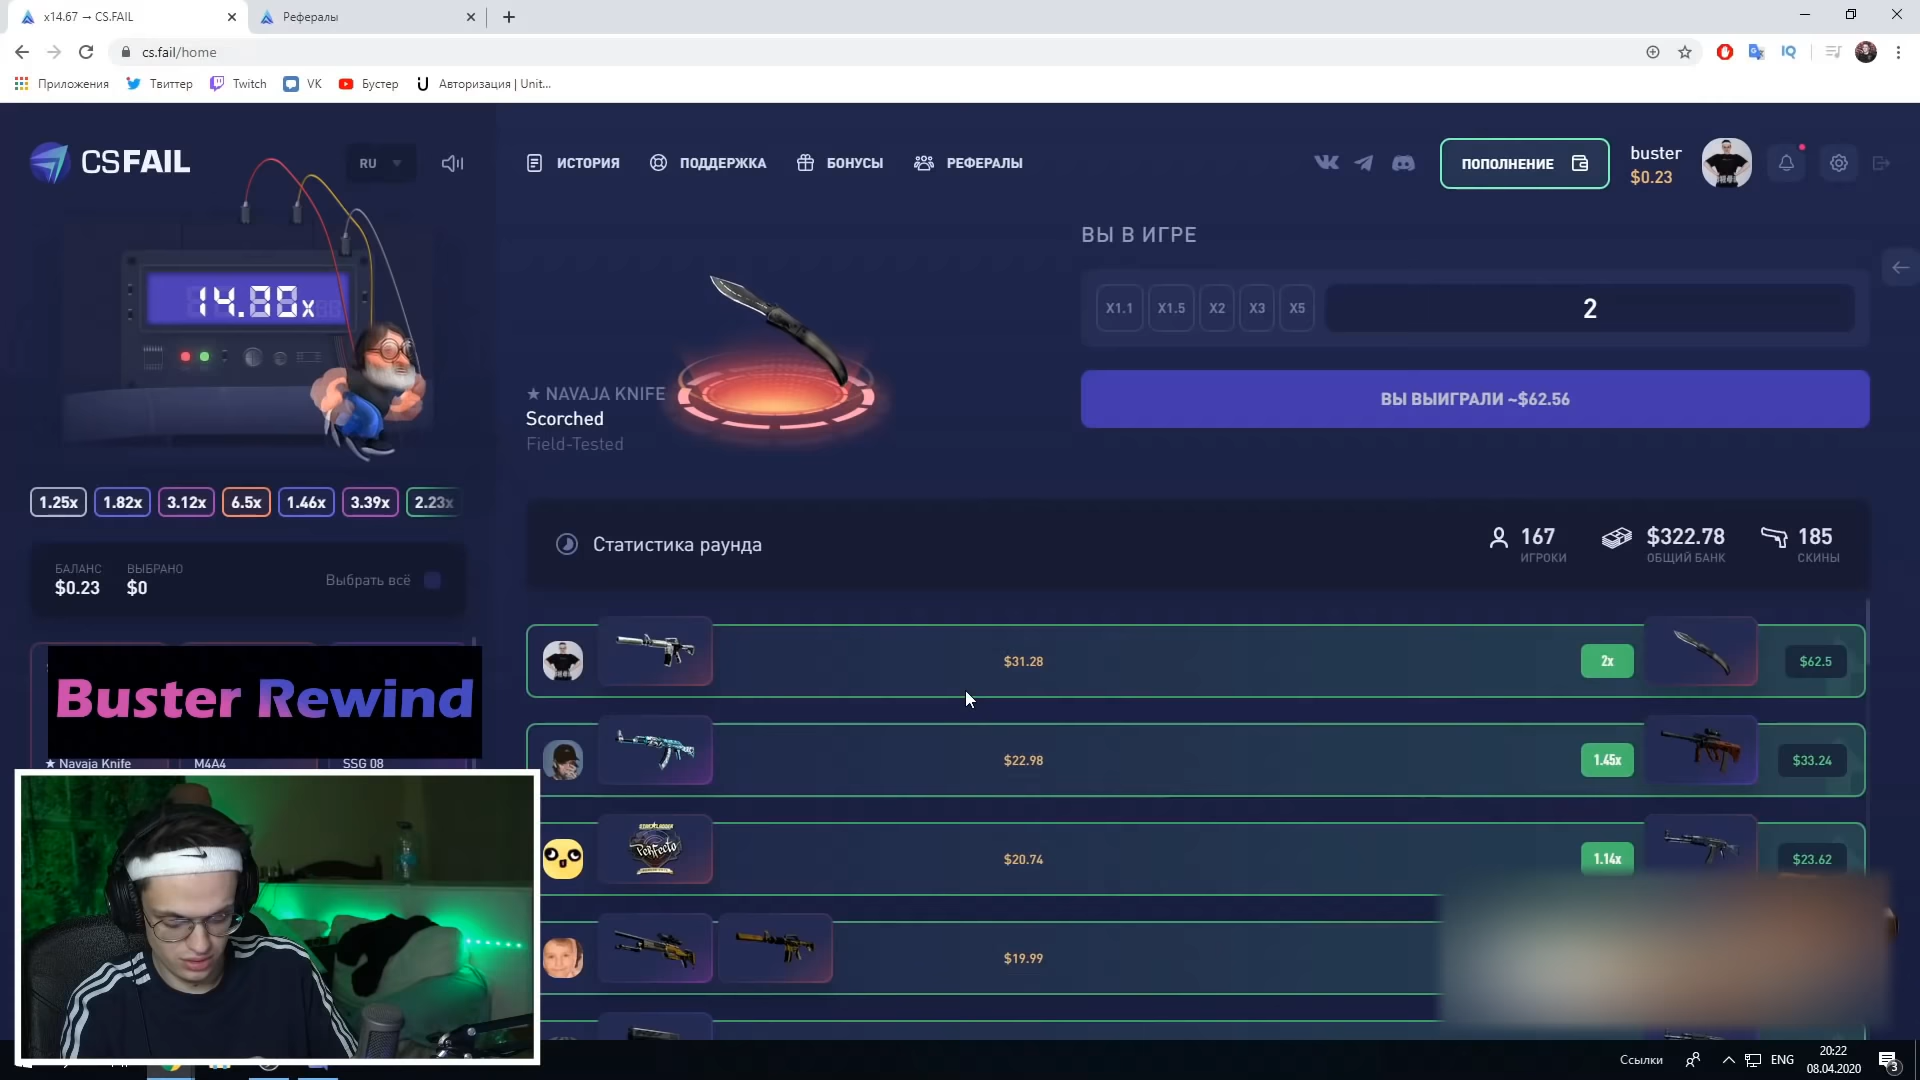 x14.67 → CS.FAIL
Рефералы
cs.fail/home
Приложения
Твиттер
Twitch
VK
Бустер
Авторизация | Unit...
CSFAIL
RU
ИСТОРИЯ
ПОДДЕРЖКА
БОНУСЫ
РЕФЕРАЛЫ
ПОПОЛНЕНИЕ
buster
$0.23
ВЫ В ИГРЕ
X1.1 X1.5 X2 X3 X5
2
ВЫ ВЫИГРАЛИ ~$62.56
★ NAVAJA KNIFE
Scorched
Field-Tested
1.25x 1.82x 3.12x 6.5x 1.46x 3.39x 2.23x
БАЛАНС
$0.23
ВЫБРАНО
$0
Выбрать всё
Статистика раунда
167
ИГРОКИ
$322.78
ОБЩИЙ БАНК
185
СКИНЫ
$31.28 2x $62.5
$22.98 1.45x $33.24
Perfecto
$20.74 1.14x $23.62
$19.99
Buster Rewind
★ Navaja Knife
M4A4
SSG 08
Ссылки
ENG
20:22
08.04.2020
3